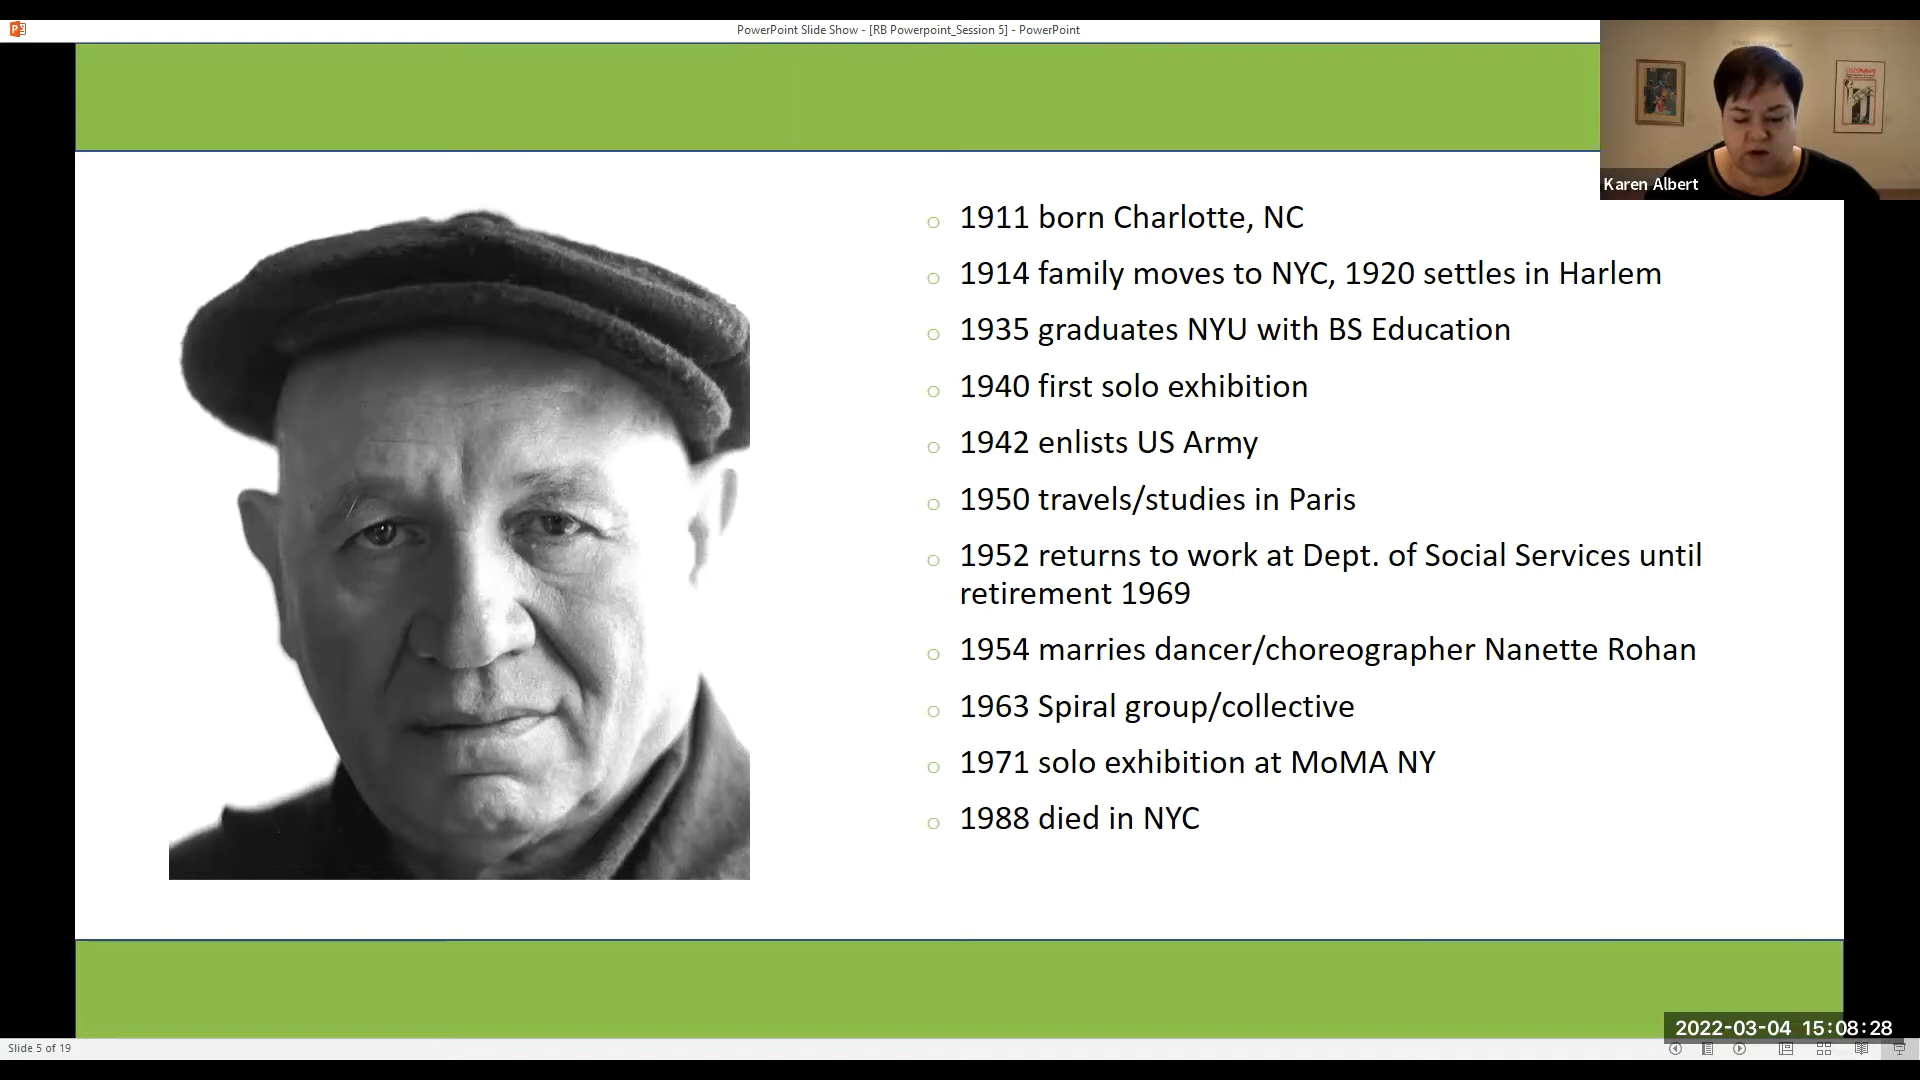 PowerPoint Slide Show - [RB Powerpoint_Session 5] - PowerPoint
Karen Albert
1911 born Charlotte, NC
1914 family moves to NYC, 1920 settles in Harlem
1935 graduates NYU with BS Education
1940 first solo exhibition
1942 enlists US Army
1950 travels/studies in Paris
1952 returns to work at Dept. of Social Services until
retirement 1969
1954 marries dancer/choreographer Nanette Rohan
1963 Spiral group/collective
1971 solo exhibition at MoMA NY
1988 died in NYC
2022-03-04 15:08:28
Slide 5 of 19